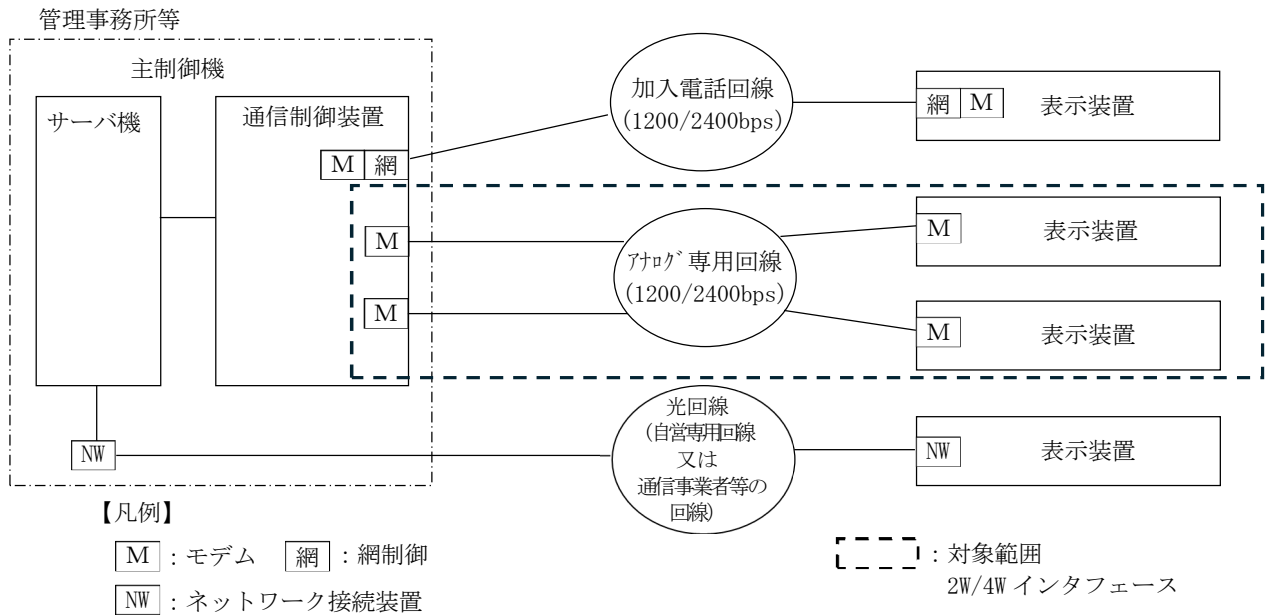 管理事務所等
主制御機
サーバ機
通信制御装置
M 網
M
M
NW
加入電話回線
(1200/2400bps)
アナログ専用回線
(1200/2400bps)
光回線
(自営専用回線
又は
通信事業者等の
回線)
網 M 表示装置
M 表示装置
M 表示装置
NW 表示装置
【凡例】
M ：モデム 網 ：網制御
NW ：ネットワーク接続装置
：対象範囲
2W/4W インタフェース